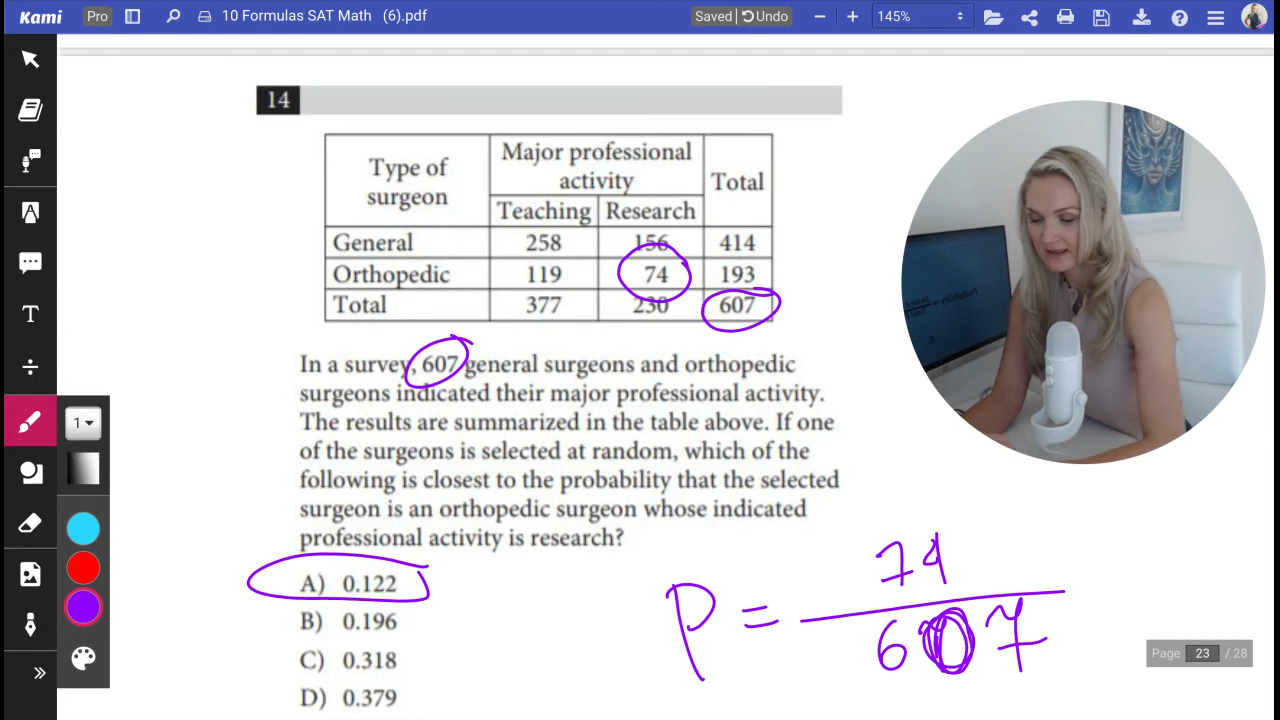 Kami Pro 10 Formulas SAT Math (6).pdf Saved Undo 145%
14
Type of surgeon Major professional activity Total
Teaching Research
General 258 156 414
Orthopedic 119 74 193
Total 377 230 607
In a survey, 607 general surgeons and orthopedic
surgeons indicated their major professional activity.
The results are summarized in the table above. If one
of the surgeons is selected at random, which of the
following is closest to the probability that the selected
surgeon is an orthopedic surgeon whose indicated
professional activity is research?
A) 0.122
B) 0.196
C) 0.318
D) 0.379
P = 74
607
1
Page 23 / 28